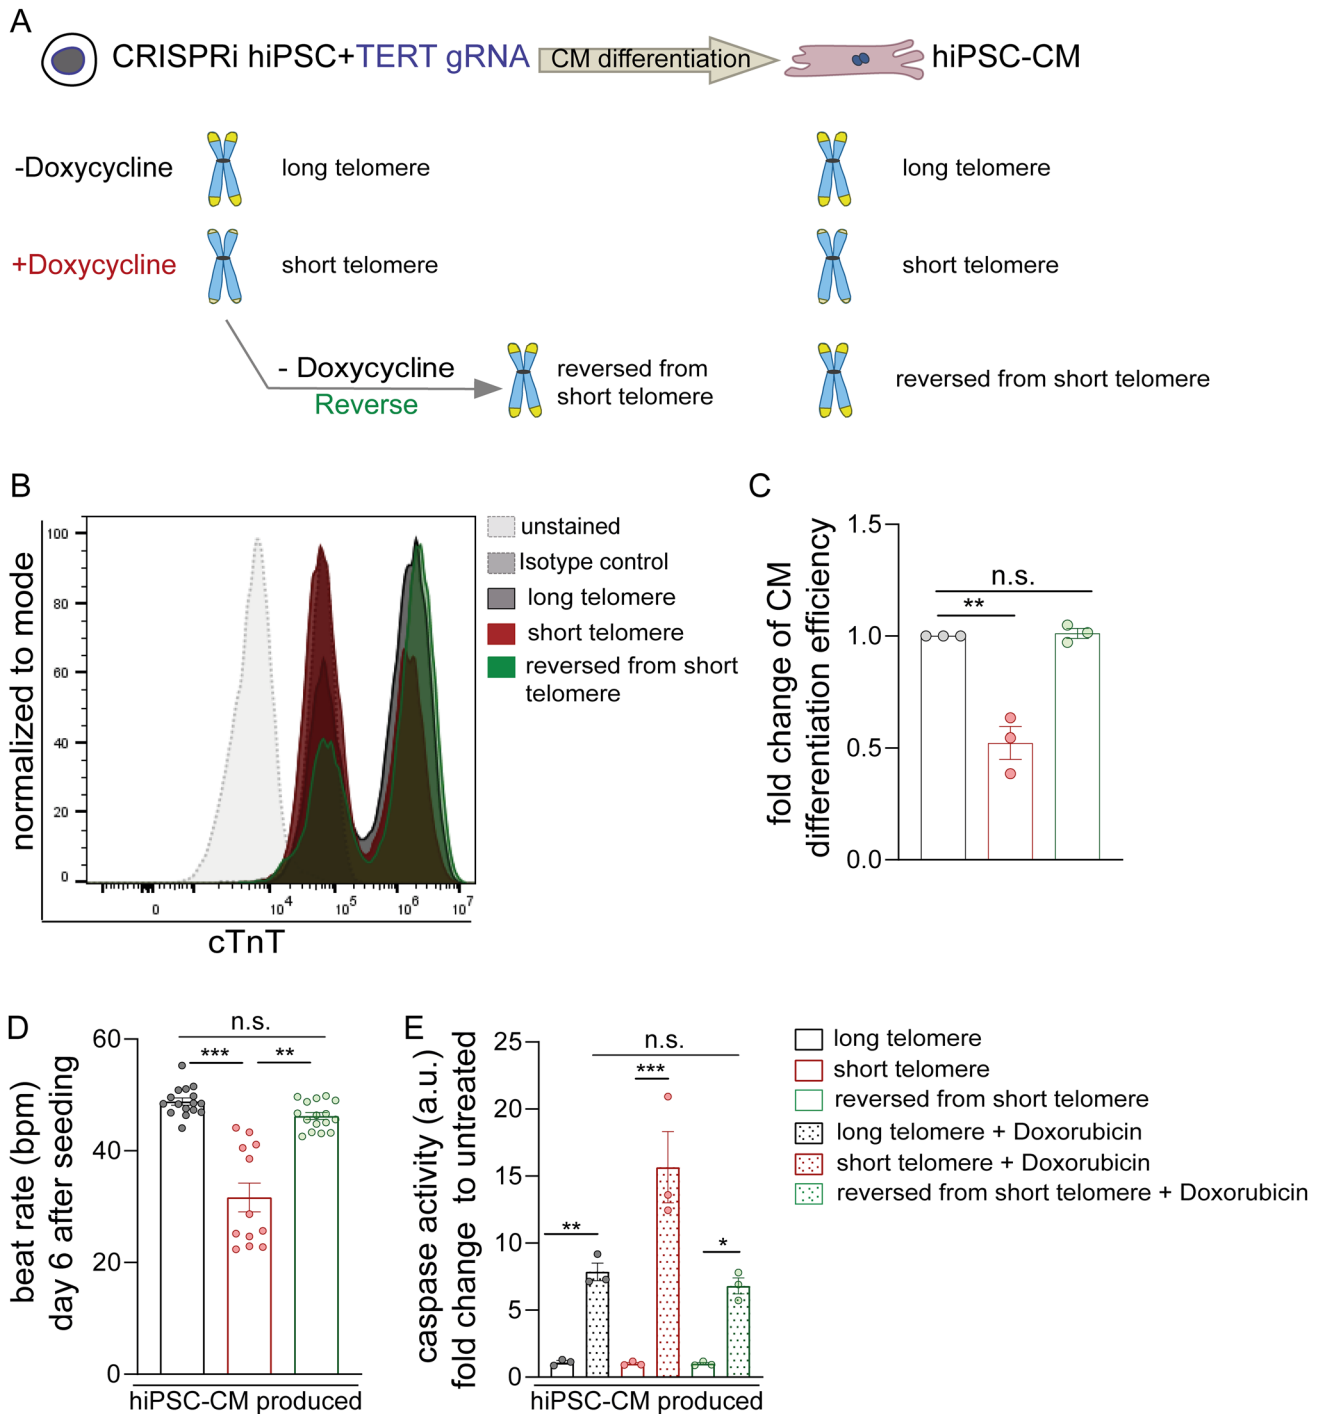 A
CRISPRi hiPSC+TERT gRNA
CM differentiation
hiPSC-CM
-Doxycycline
long telomere
long telomere
+Doxycycline
short telomere
short telomere
- Doxycycline
Reverse
reversed from
short telomere
reversed from short telomere
B
normalized to mode
100
80
60
40
20
0
0
10^4
10^5
10^6
10^7
cTnT
unstained
Isotype control
long telomere
short telomere
reversed from short
telomere
C
fold change of CM
differentiation efficiency
1.5
1.0
0.5
0.0
n.s.
**
D
beat rate (bpm)
day 6 after seeding
60
40
20
0
n.s.
***
**
hiPSC-CM produced
E
caspase activity (a.u.)
fold change to untreated
25
20
15
10
5
0
n.s.
***
**
*
hiPSC-CM produced
long telomere
short telomere
reversed from short telomere
long telomere + Doxorubicin
short telomere + Doxorubicin
reversed from short telomere + Doxorubicin